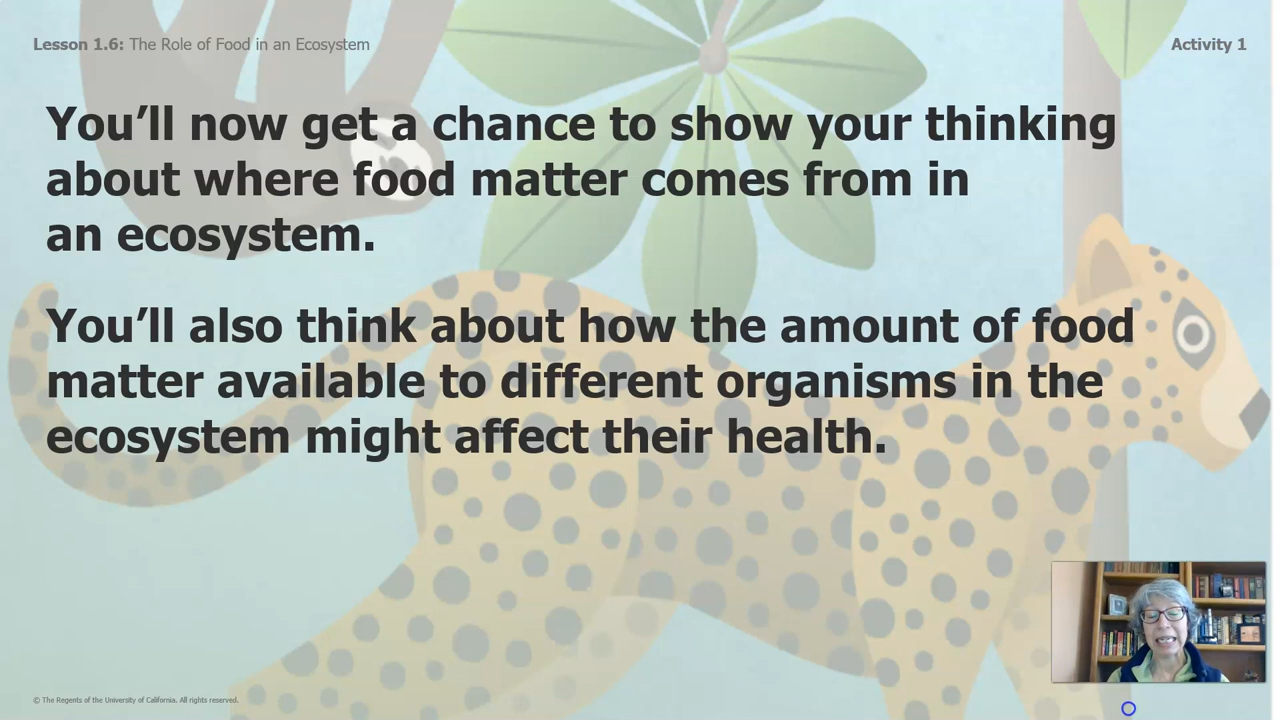 Lesson 1.6: The Role of Food in an Ecosystem
Activity 1
You’ll now get a chance to show your thinking
about where food matter comes from in
an ecosystem.
You’ll also think about how the amount of food
matter available to different organisms in the
ecosystem might affect their health.
© The Regents of the University of California. All rights reserved.